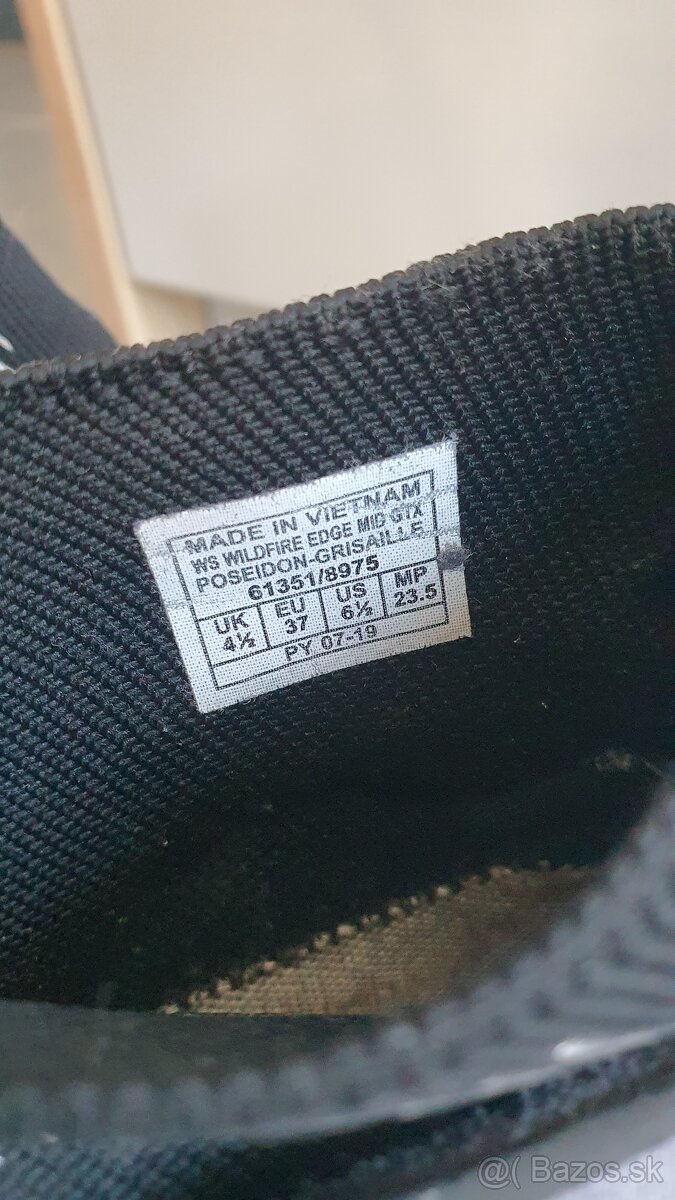 MADE IN VIETNAM
WS WILDFIRE EDGE MID GTX
POSEIDON-GRISAILLE
61351/8975
UK EU US MP
4½ 37 6½ 23.5
PY 07-19
@( Bazos.sk